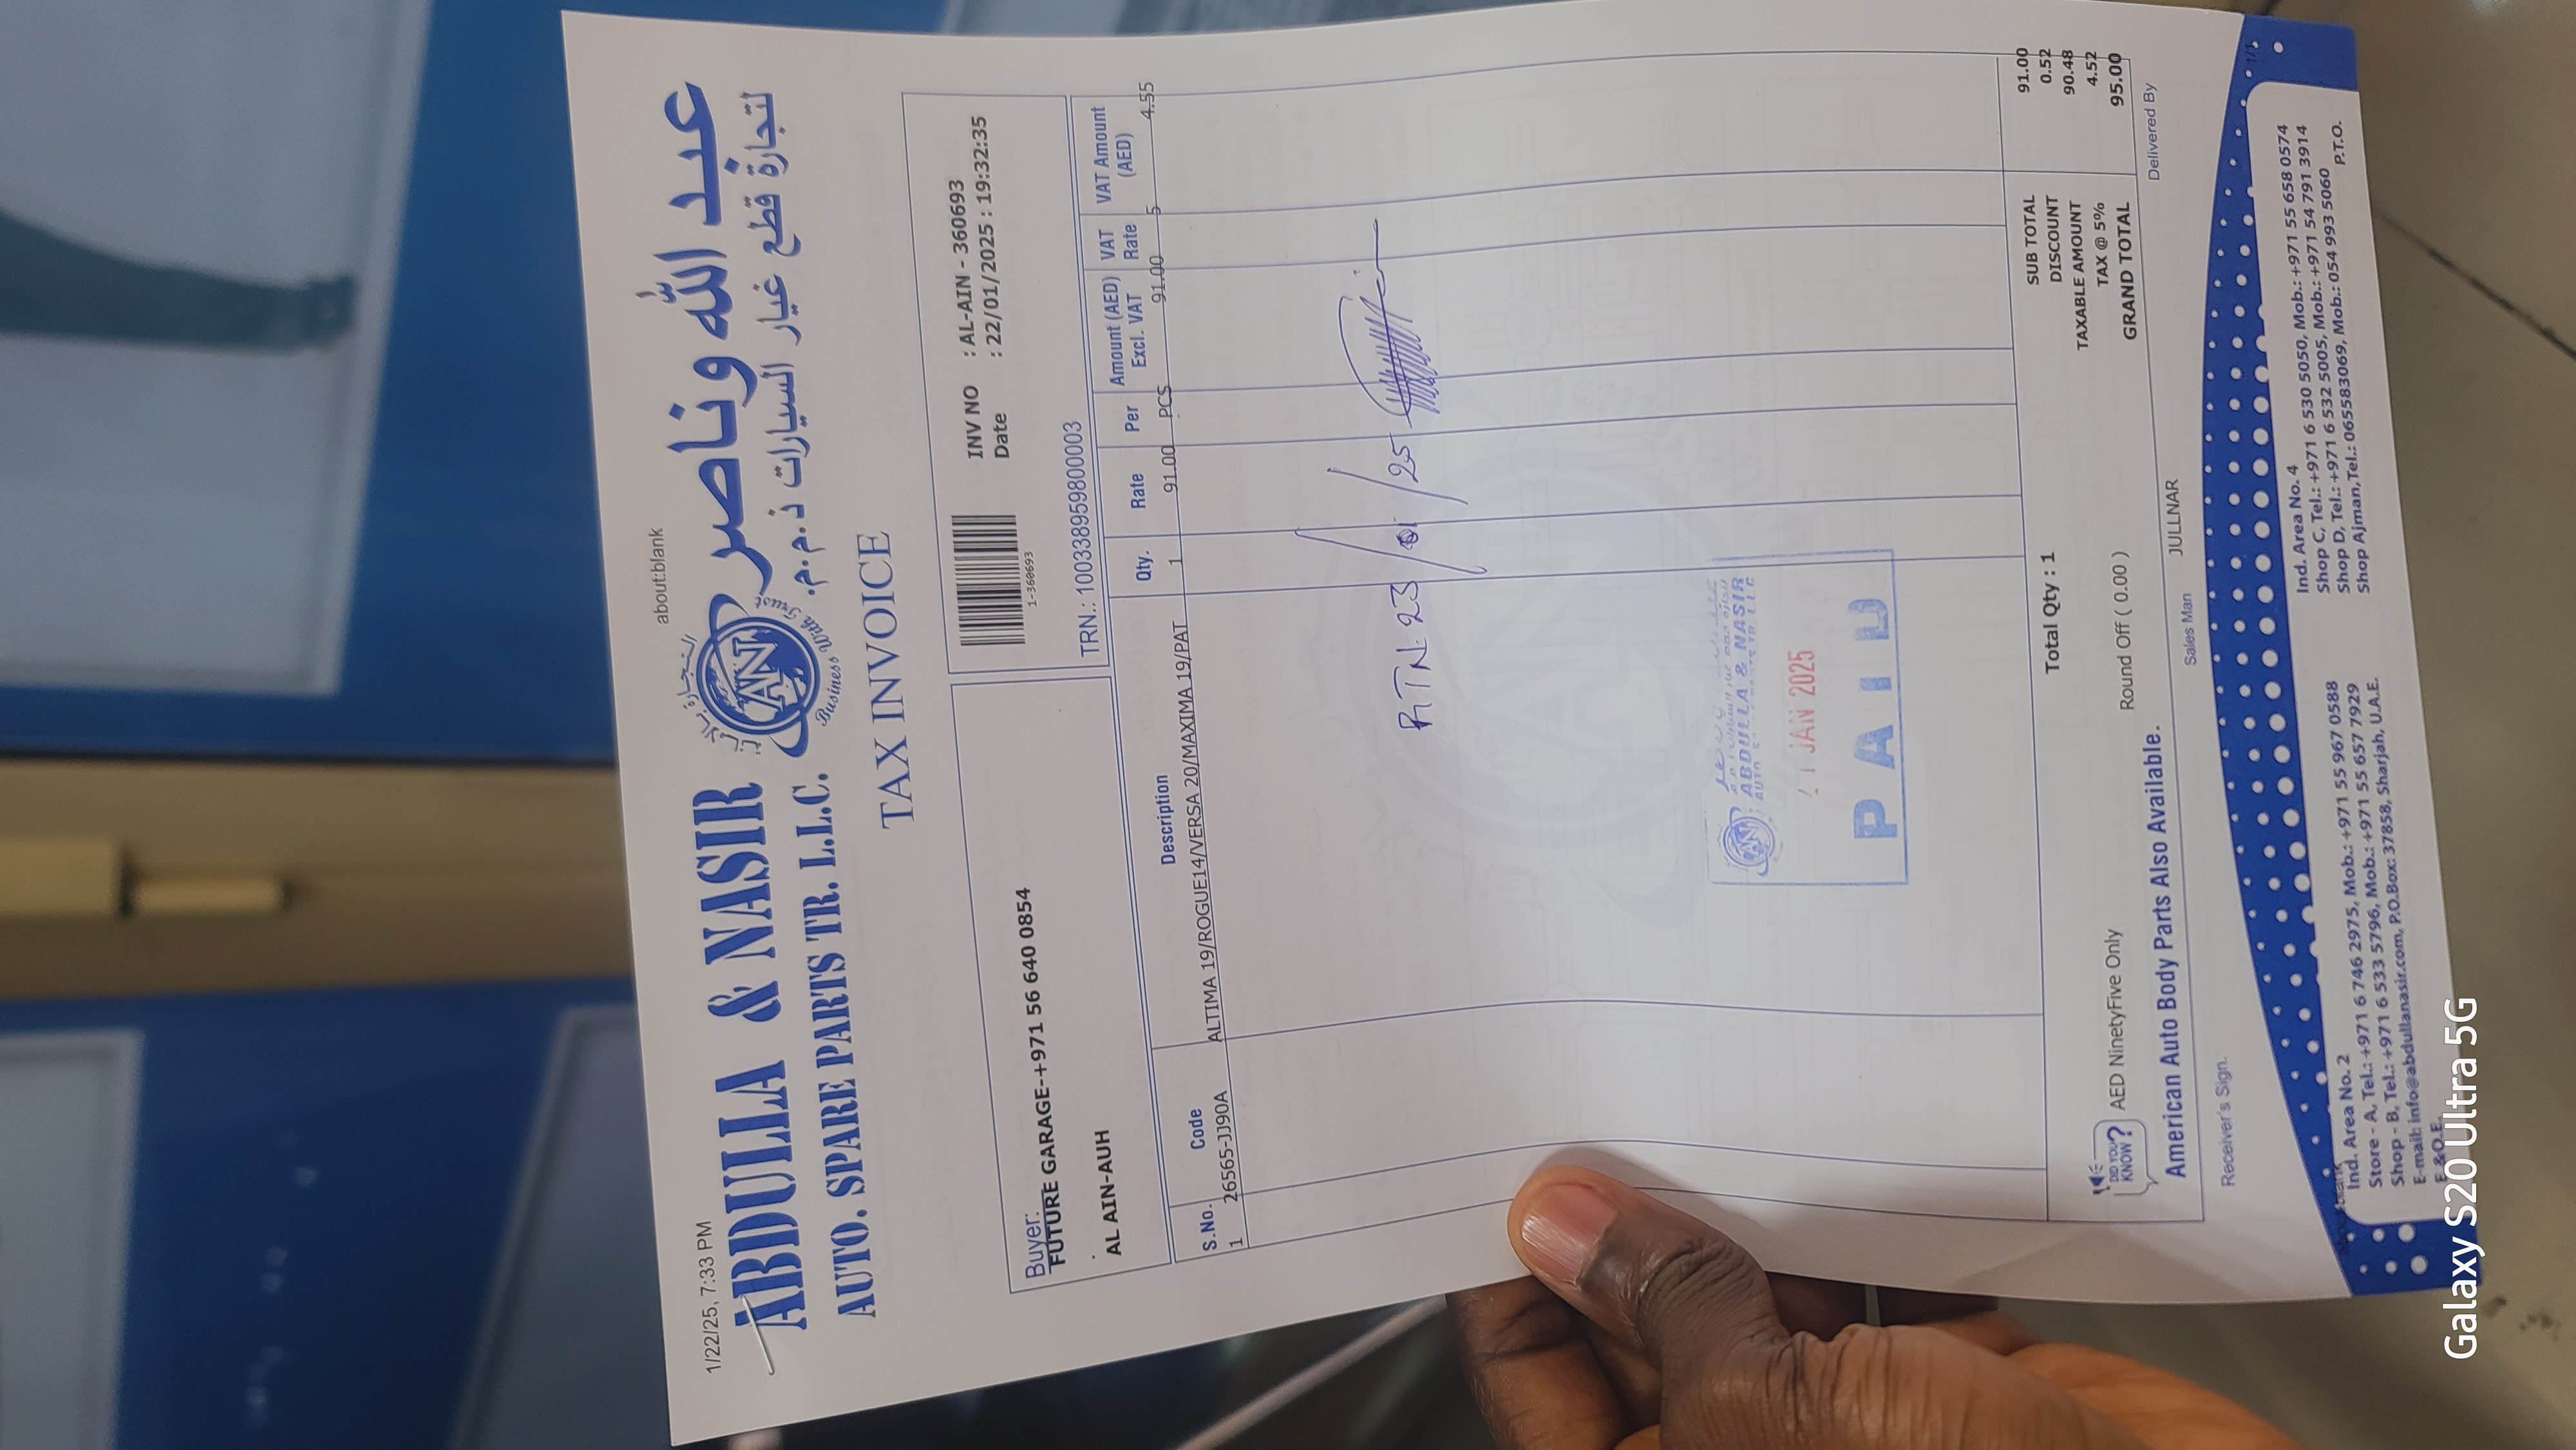 1/22/25, 7:33 PM about:blank
ABDULLA & NASIR عبد الله وناصر
AUTO. SPARE PARTS TR. L.L.C. لتجارة قطع غيار السيارات ذ.م.م.
AN
Business With Trust
TAX INVOICE
Buyer:
FUTURE GARAGE-+971 56 640 0854
.
AL AIN-AUH
1-360693
INV NO : AL-AIN - 360693
Date : 22/01/2025 : 19:32:35
TRN.: 100338959800003
S.No. Code Description Qty. Rate Per Amount (AED) Excl. VAT VAT Rate VAT Amount (AED)
1 26565-JJ90A ALTIMA 19/ROGUE14/VERSA 20/MAXIMA 19/PAT 1 91.00 PCS 91.00 5 4.55
RTN 23/01/25
AN
ABDULLA & NASIR
JAN 2025
PAID
Total Qty : 1
SUB TOTAL 91.00
DISCOUNT 0.52
TAXABLE AMOUNT 90.48
TAX @ 5% 4.52
GRAND TOTAL 95.00
DID YOU KNOW? AED NinetyFive Only Round Off ( 0.00 )
American Auto Body Parts Also Available.
Receiver's Sign. Sales Man JULLNAR Delivered By
1/1
Ind. Area No. 2
Store - A, Tel.: +971 6 746 2975, Mob.: +971 55 967 0588
Shop - B, Tel.: +971 6 533 5796, Mob.: +971 55 657 7929
E-mail: info@abdullanasir.com, P.O.Box: 37858, Sharjah, U.A.E.
E.&O.E.
Ind. Area No. 4
Shop C, Tel.: +971 6 530 5050, Mob.: +971 55 658 0574
Shop D, Tel.: +971 6 532 5005, Mob.: +971 54 791 3914
Shop Ajman, Tel.: 065583069, Mob.: 054 993 5060
P.T.O.
Galaxy S20 Ultra 5G